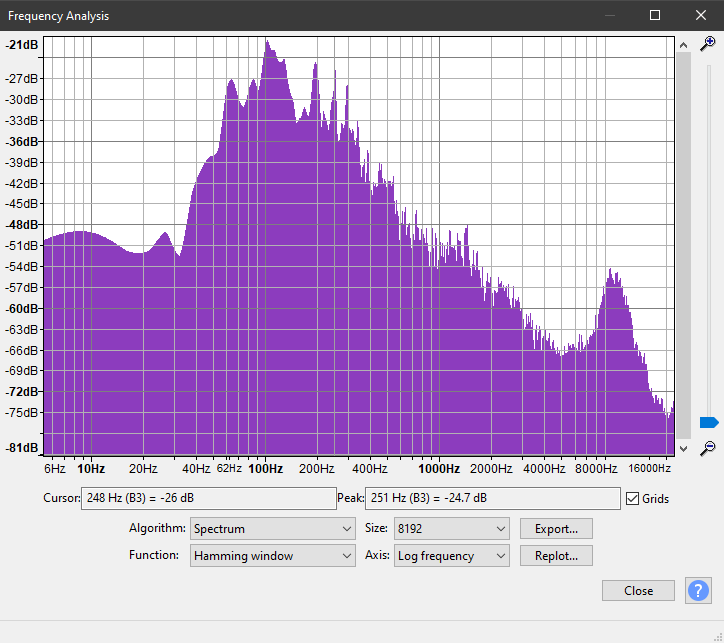 Frequency Analysis
-21dB
-27dB
-30dB
-33dB
-36dB
-39dB
-42dB
-45dB
-48dB
-51dB
-54dB
-57dB
-60dB
-63dB
-66dB
-69dB
-72dB
-75dB
-81dB
6Hz 10Hz 20Hz 40Hz 62Hz 100Hz 200Hz 400Hz 1000Hz 2000Hz 4000Hz 8000Hz 16000Hz
Cursor: 248 Hz (B3) = -26 dB Peak: 251 Hz (B3) = -24.7 dB Grids
Algorithm: Spectrum Size: 8192 Export...
Function: Hamming window Axis: Log frequency Replot...
Close ?